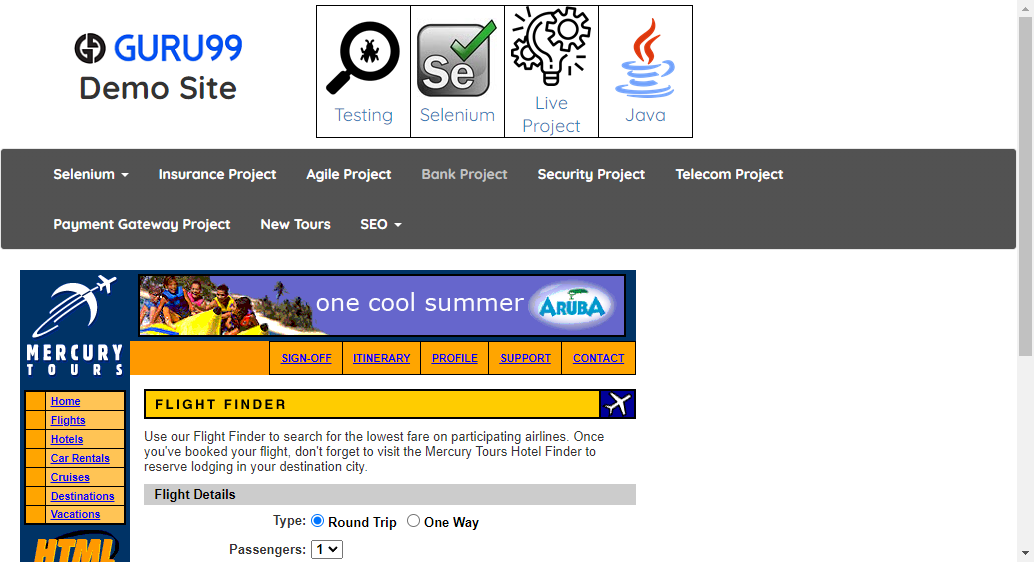 GURU99
Demo Site
Testing
Se
Selenium
Live
Project
Java
Selenium
Insurance Project
Agile Project
Bank Project
Security Project
Telecom Project
Payment Gateway Project
New Tours
SEO
one cool summer
ARUBA
MERCURY
TOURS
SIGN-OFF
ITINERARY
PROFILE
SUPPORT
CONTACT
Home
Flights
Hotels
Car Rentals
Cruises
Destinations
Vacations
HTML
FLIGHT FINDER
Use our Flight Finder to search for the lowest fare on participating airlines. Once
you've booked your flight, don't forget to visit the Mercury Tours Hotel Finder to
reserve lodging in your destination city.
Flight Details
Type: Round Trip One Way
Passengers: 1